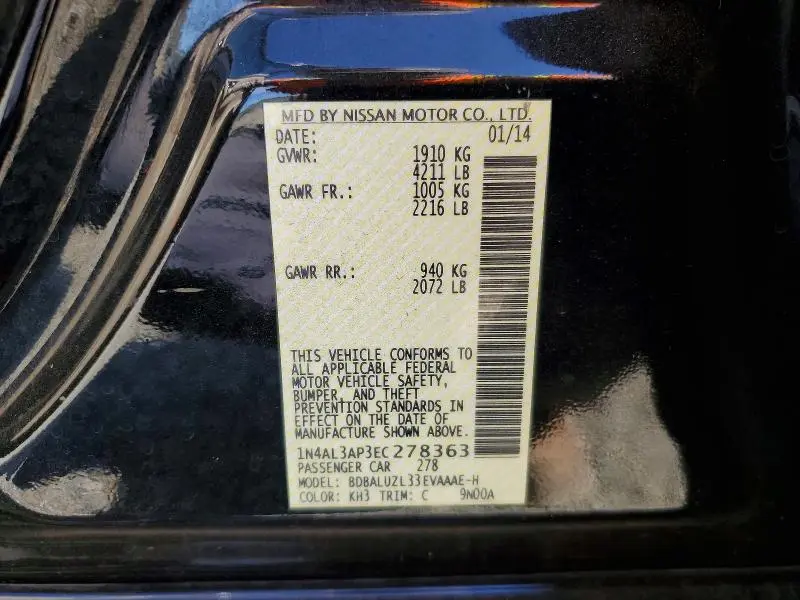 MFD BY NISSAN MOTOR CO., LTD.
DATE: 01/14
GVWR: 1910 KG
4211 LB
GAWR FR.: 1005 KG
2216 LB
GAWR RR.: 940 KG
2072 LB
THIS VEHICLE CONFORMS TO
ALL APPLICABLE FEDERAL
MOTOR VEHICLE SAFETY,
BUMPER, AND THEFT
PREVENTION STANDARDS IN
EFFECT ON THE DATE OF
MANUFACTURE SHOWN ABOVE.
1N4AL3AP3EC278363
PASSENGER CAR 278
MODEL: BDBALUZL33EVAAAE-H
COLOR: KH3 TRIM: C 9N00A